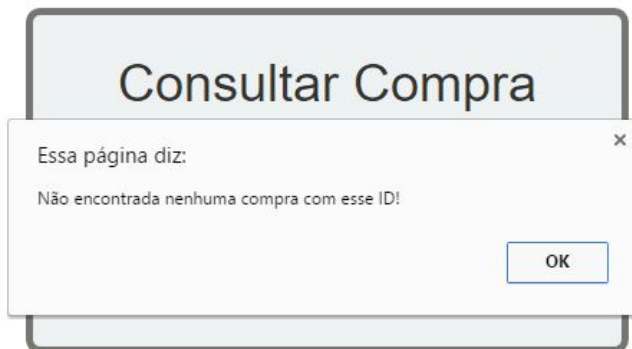 Consultar Compra
Essa página diz:
Não encontrada nenhuma compra com esse ID!
OK